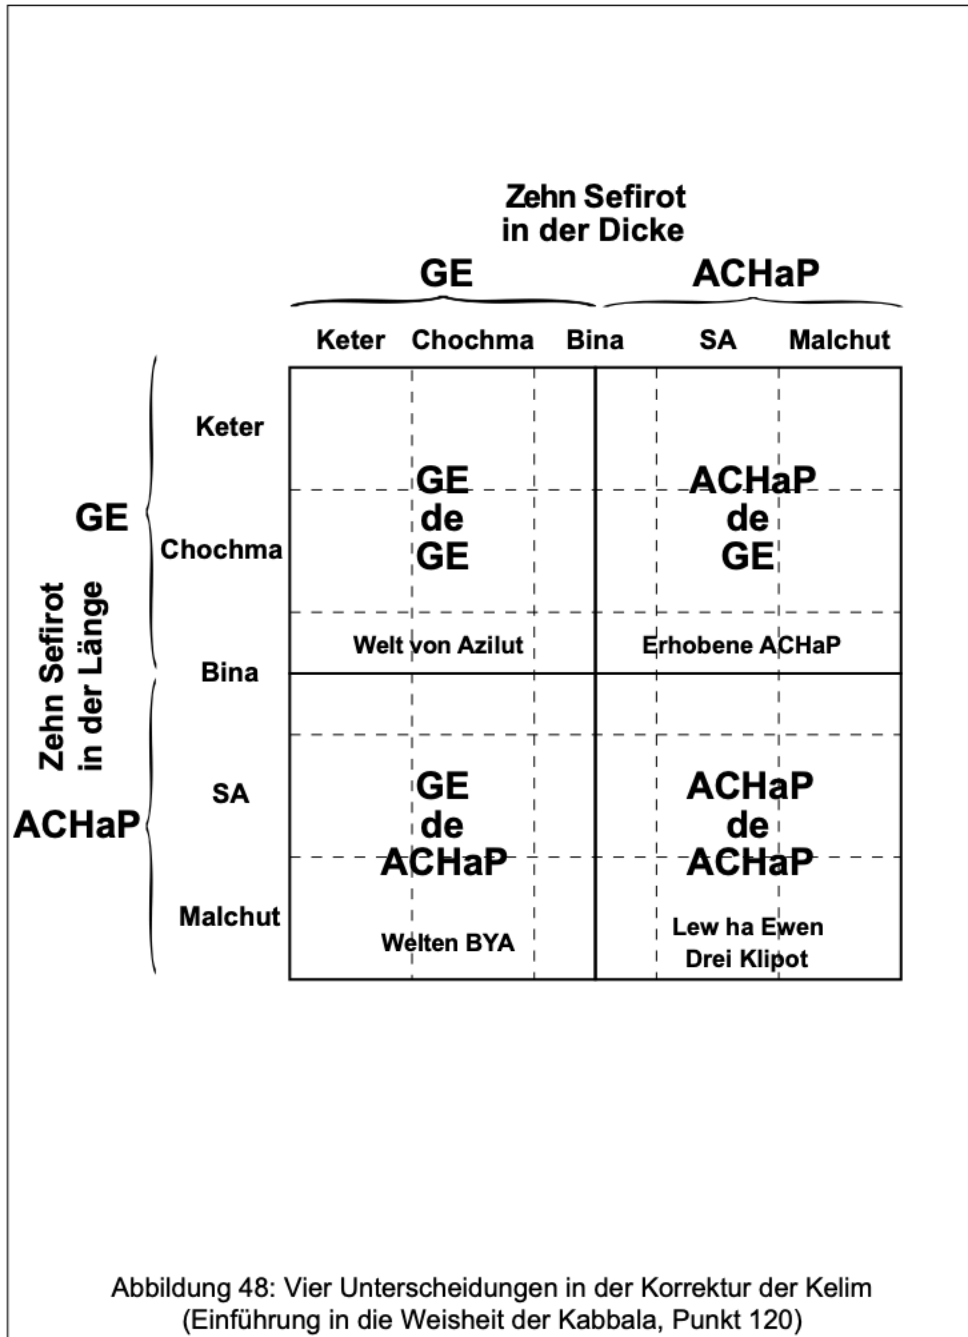 Zehn Sefirot
in der Dicke
GE ACHaP
Keter Chochma Bina SA Malchut
Zehn Sefirot
in der Länge
GE
ACHaP
Keter
Chochma
Bina
SA
Malchut
GE
de
GE
Welt von Azilut
ACHaP
de
GE
Erhobene ACHaP
GE
de
ACHaP
Welten BYA
ACHaP
de
ACHaP
Lew ha Ewen
Drei Klipot
Abbildung 48: Vier Unterscheidungen in der Korrektur der Kelim
(Einführung in die Weisheit der Kabbala, Punkt 120)